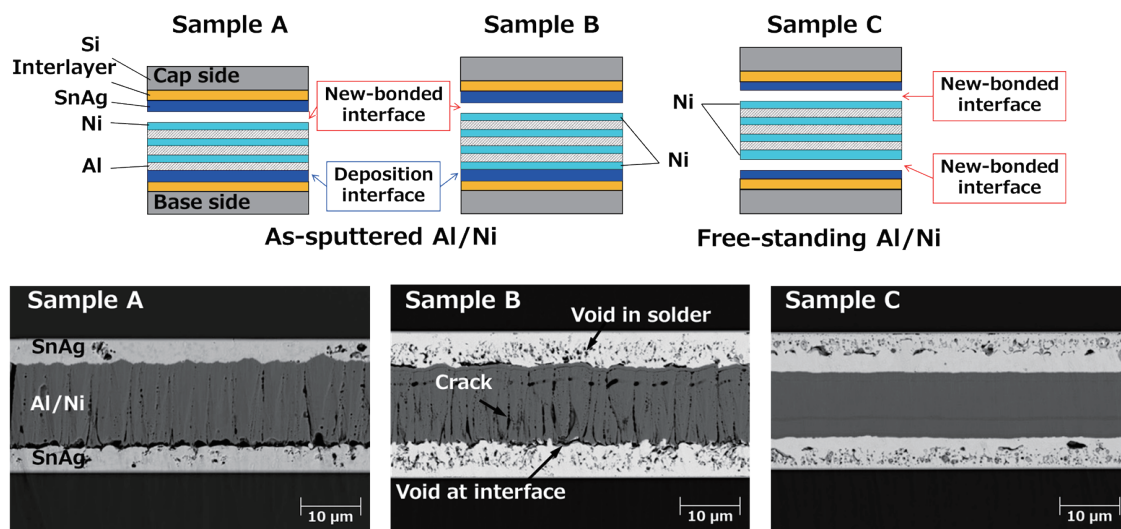 Sample A
Sample B
Sample C
Si
Interlayer
SnAg
Ni
Al
Cap side
Base side
New-bonded
interface
Deposition
interface
Ni
Ni
New-bonded
interface
New-bonded
interface
As-sputtered Al/Ni
Free-standing Al/Ni
Sample A
SnAg
Al/Ni
SnAg
10 μm
Sample B
Void in solder
Crack
Void at interface
10 μm
Sample C
10 μm